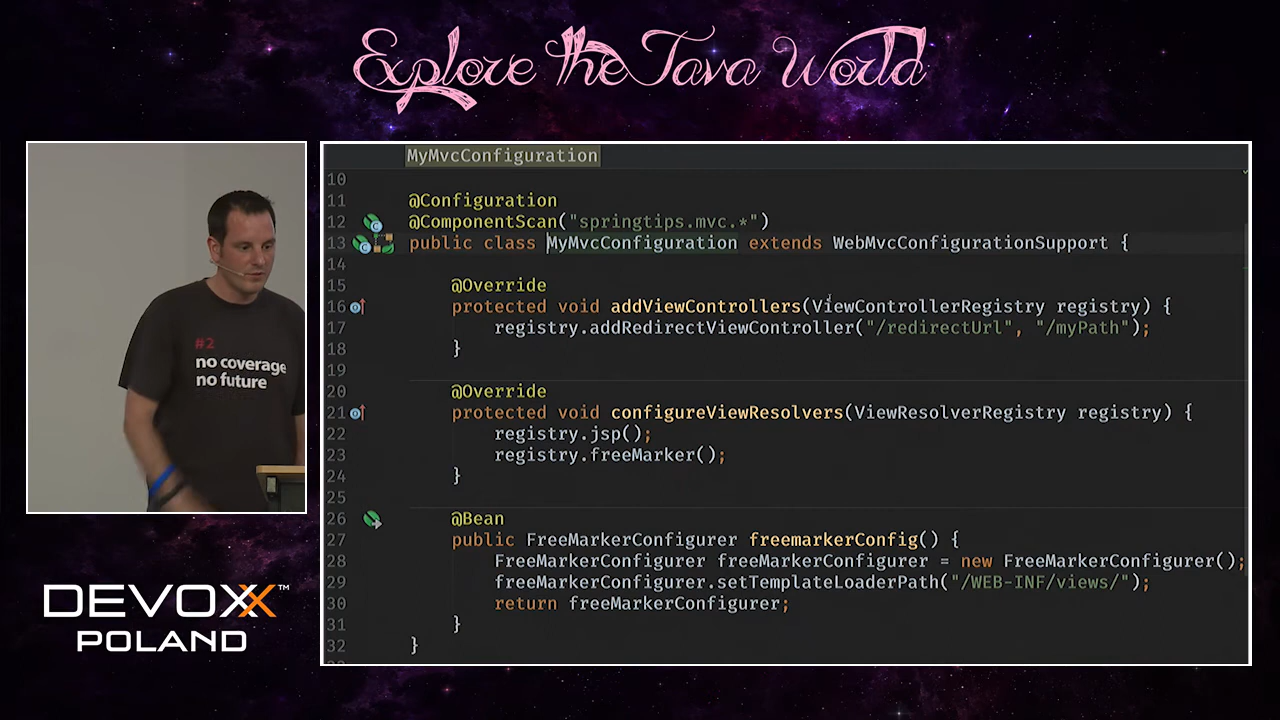 Explore the Java World
#2
no coverage
no future
DEVOXX™
POLAND
MyMvcConfiguration
10
11 @Configuration
12 @ComponentScan("springtips.mvc.*")
13 public class MyMvcConfiguration extends WebMvcConfigurationSupport {
14
15 @Override
16 protected void addViewControllers(ViewControllerRegistry registry) {
17 registry.addRedirectViewController("/redirectUrl", "/myPath");
18 }
19
20 @Override
21 protected void configureViewResolvers(ViewResolverRegistry registry) {
22 registry.jsp();
23 registry.freeMarker();
24 }
25
26 @Bean
27 public FreeMarkerConfigurer freemarkerConfig() {
28 FreeMarkerConfigurer freeMarkerConfigurer = new FreeMarkerConfigurer();
29 freeMarkerConfigurer.setTemplateLoaderPath("/WEB-INF/views/");
30 return freeMarkerConfigurer;
31 }
32 }